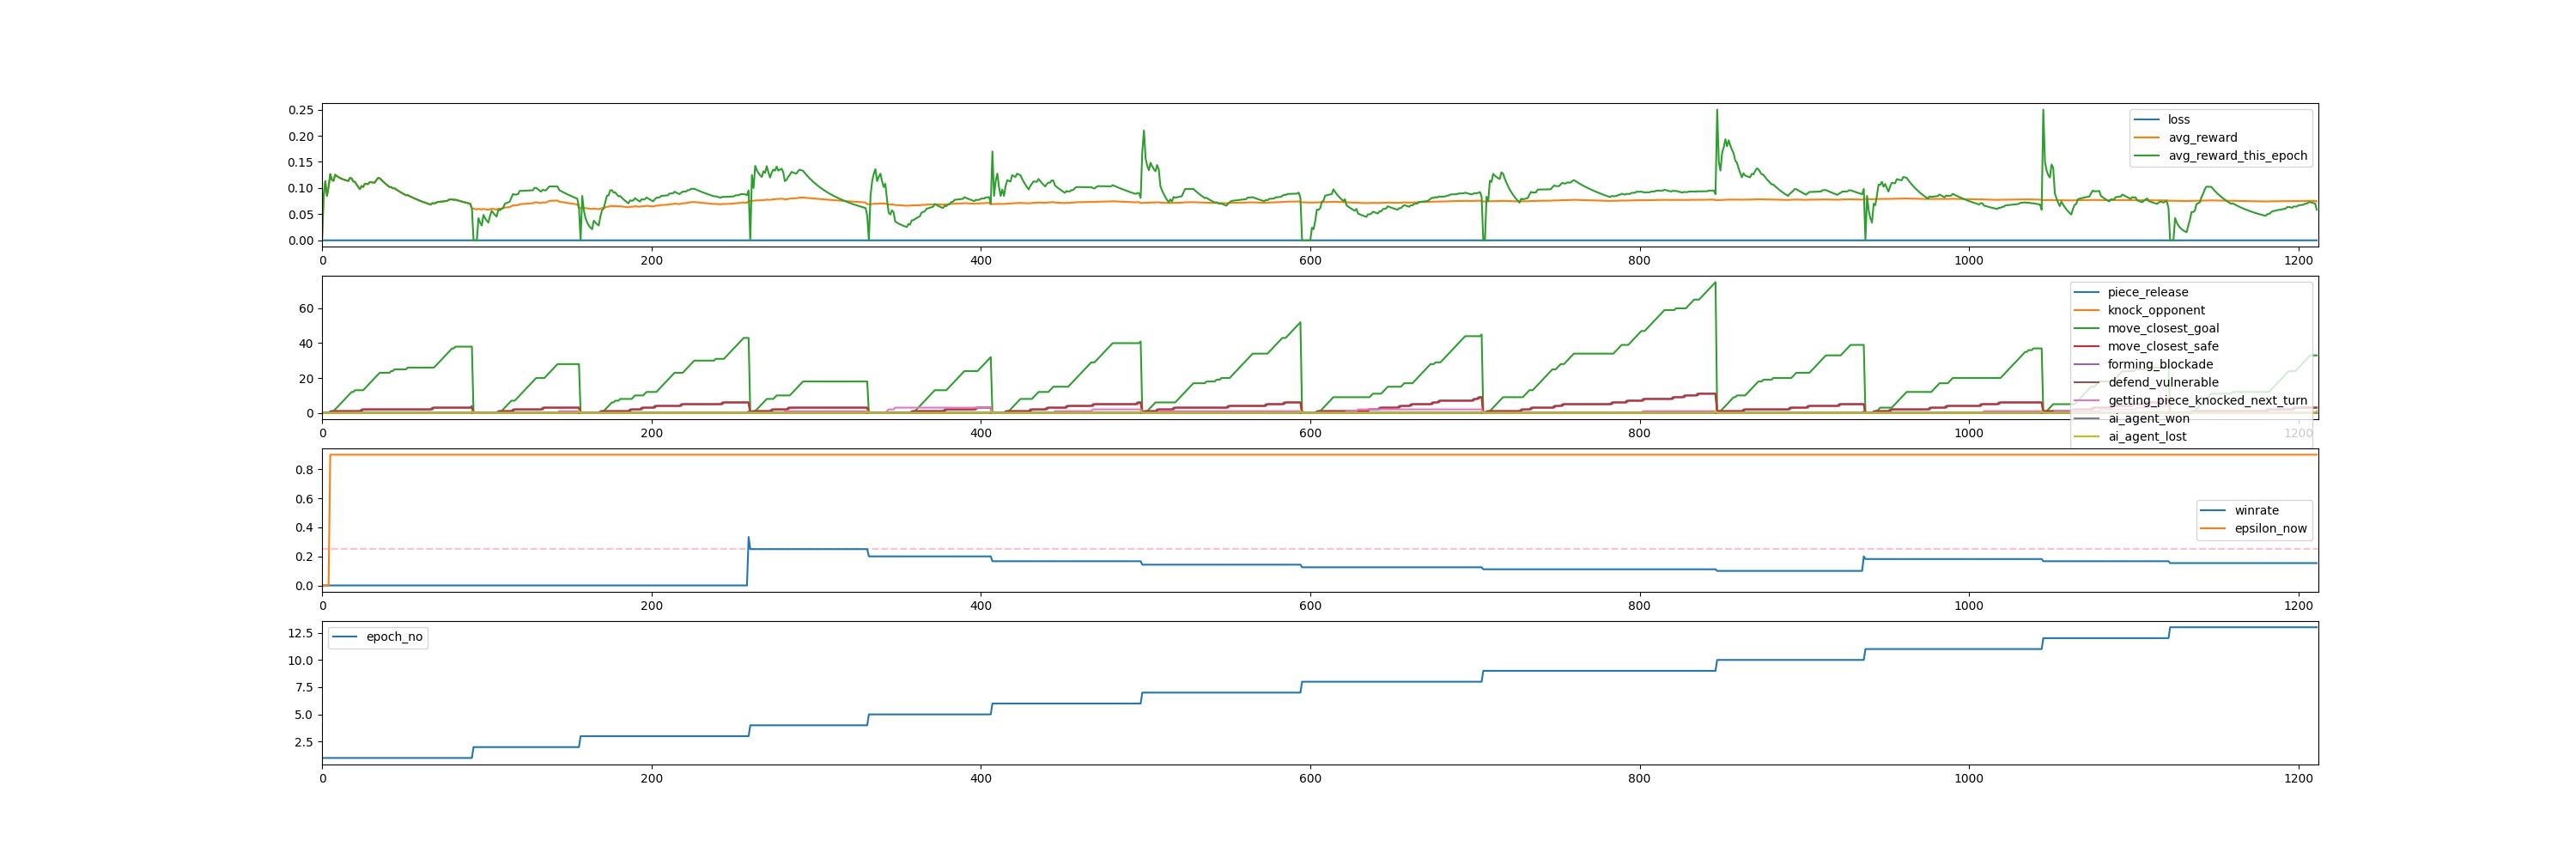 0.25
0.20
0.15
0.10
0.05
0.00
loss
avg_reward
avg_reward_this_epoch
0 200 400 600 800 1000 1200
60
40
20
0
piece_release
knock_opponent
move_closest_goal
move_closest_safe
forming_blockade
defend_vulnerable
getting_piece_knocked_next_turn
ai_agent_won
ai_agent_lost
0 200 400 600 800 1000 1200
0.8
0.6
0.4
0.2
0.0
winrate
epsilon_now
0 200 400 600 800 1000 1200
12.5
10.0
7.5
5.0
2.5
epoch_no
0 200 400 600 800 1000 1200